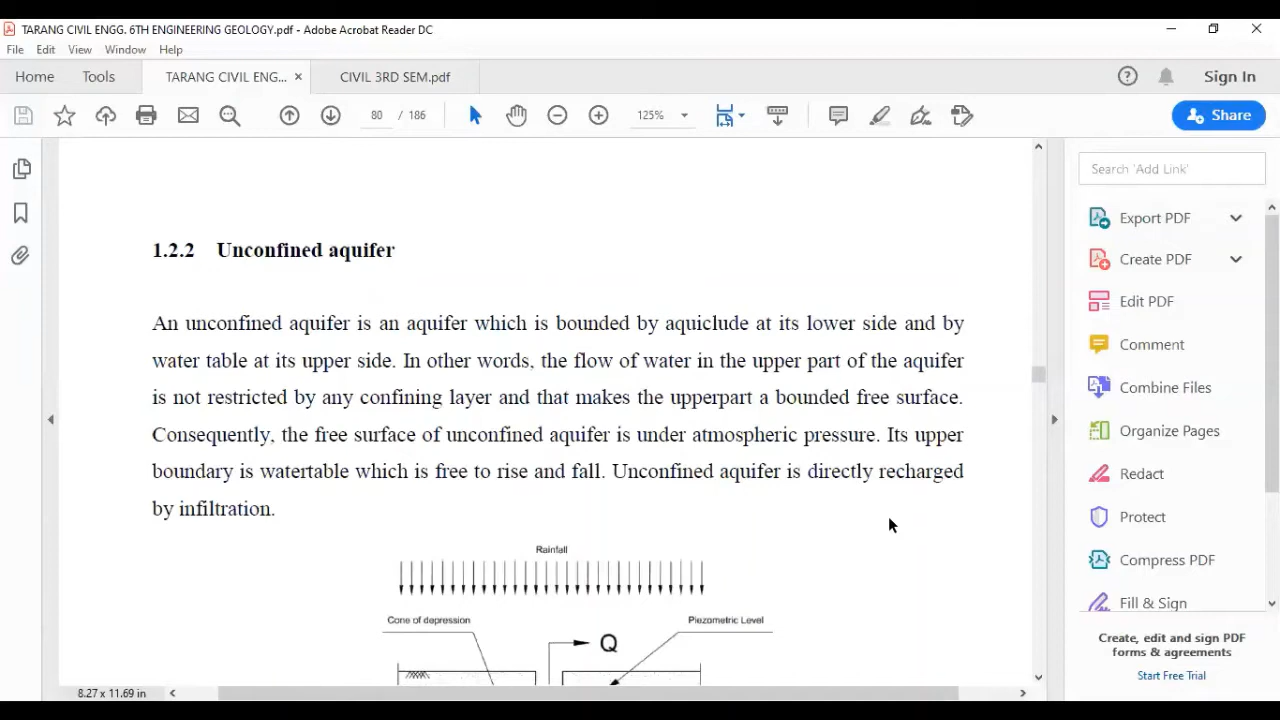 TARANG CIVIL ENGG. 6TH ENGINEERING GEOLOGY.pdf - Adobe Acrobat Reader DC
File Edit View Window Help
Home Tools TARANG CIVIL ENG... × CIVIL 3RD SEM.pdf Sign In
80 / 186 125% Share
Search 'Add Link'
Export PDF
Create PDF
Edit PDF
Comment
Combine Files
Organize Pages
Redact
Protect
Compress PDF
Fill & Sign
Create, edit and sign PDF
forms & agreements
Start Free Trial
1.2.2 Unconfined aquifer
An unconfined aquifer is an aquifer which is bounded by aquiclude at its lower side and by
water table at its upper side. In other words, the flow of water in the upper part of the aquifer
is not restricted by any confining layer and that makes the upperpart a bounded free surface.
Consequently, the free surface of unconfined aquifer is under atmospheric pressure. Its upper
boundary is watertable which is free to rise and fall. Unconfined aquifer is directly recharged
by infiltration.
Rainfall
Cone of depression
Piezometric Level
Q
8.27 x 11.69 in